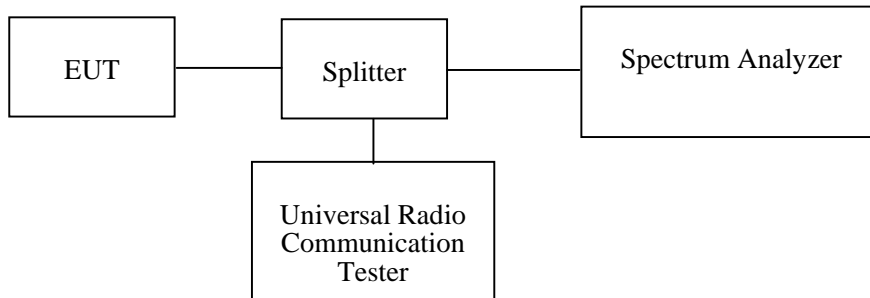 EUT
Splitter
Spectrum Analyzer
Universal Radio
Communication
Tester